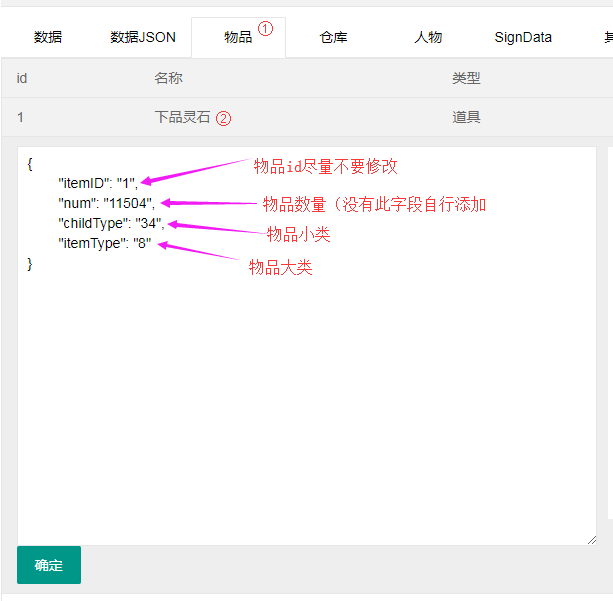 数据 数据JSON 物品 ① 仓库 人物 SignData
id 名称 类型
1 下品灵石 ② 道具
{
"itemID": "1", 物品id尽量不要修改
"num": "11504", 物品数量（没有此字段自行添加
"childType": "34", 物品小类
"itemType": "8" 物品大类
}
确定